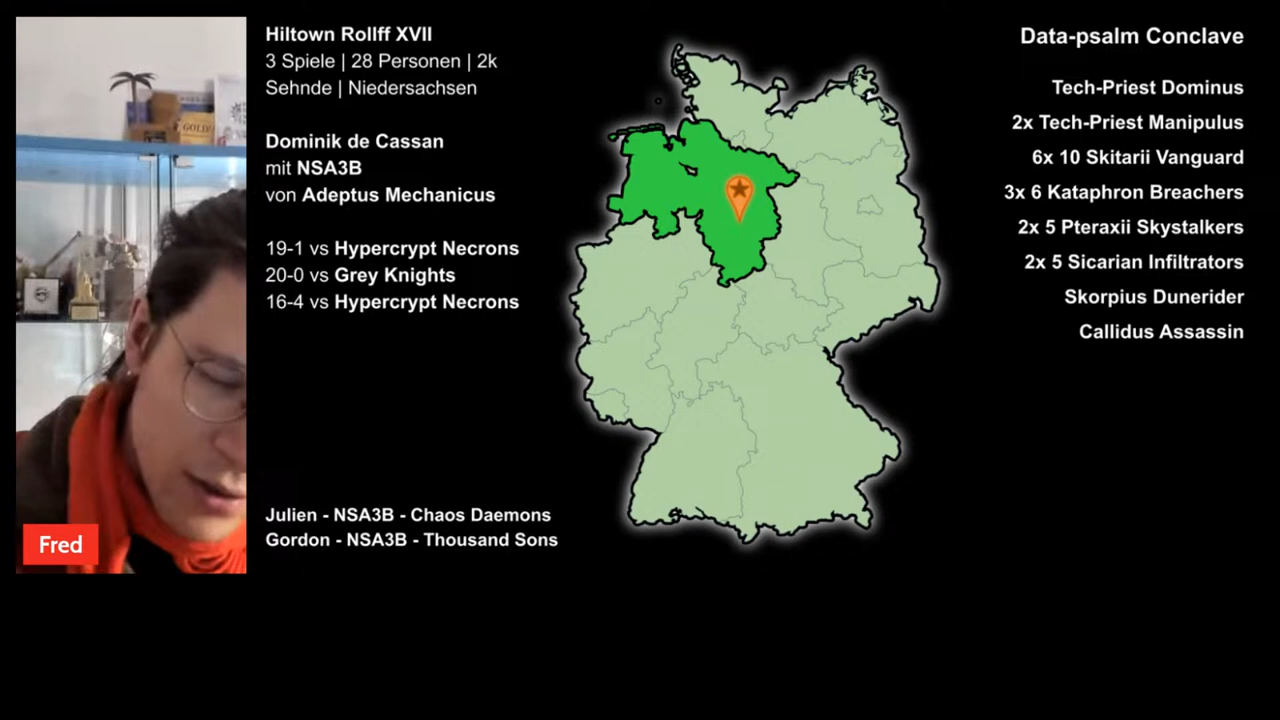 Hiltown Rollff XVII
3 Spiele | 28 Personen | 2k
Sehnde | Niedersachsen
Dominik de Cassan
mit NSA3B
von Adeptus Mechanicus
19-1 vs Hypercrypt Necrons
20-0 vs Grey Knights
16-4 vs Hypercrypt Necrons
Julien - NSA3B - Chaos Daemons
Gordon - NSA3B - Thousand Sons
Data-psalm Conclave
Tech-Priest Dominus
2x Tech-Priest Manipulus
6x 10 Skitarii Vanguard
3x 6 Kataphron Breachers
2x 5 Pteraxii Skystalkers
2x 5 Sicarian Infiltrators
Skorpius Dunerider
Callidus Assassin
GOLD
Fred